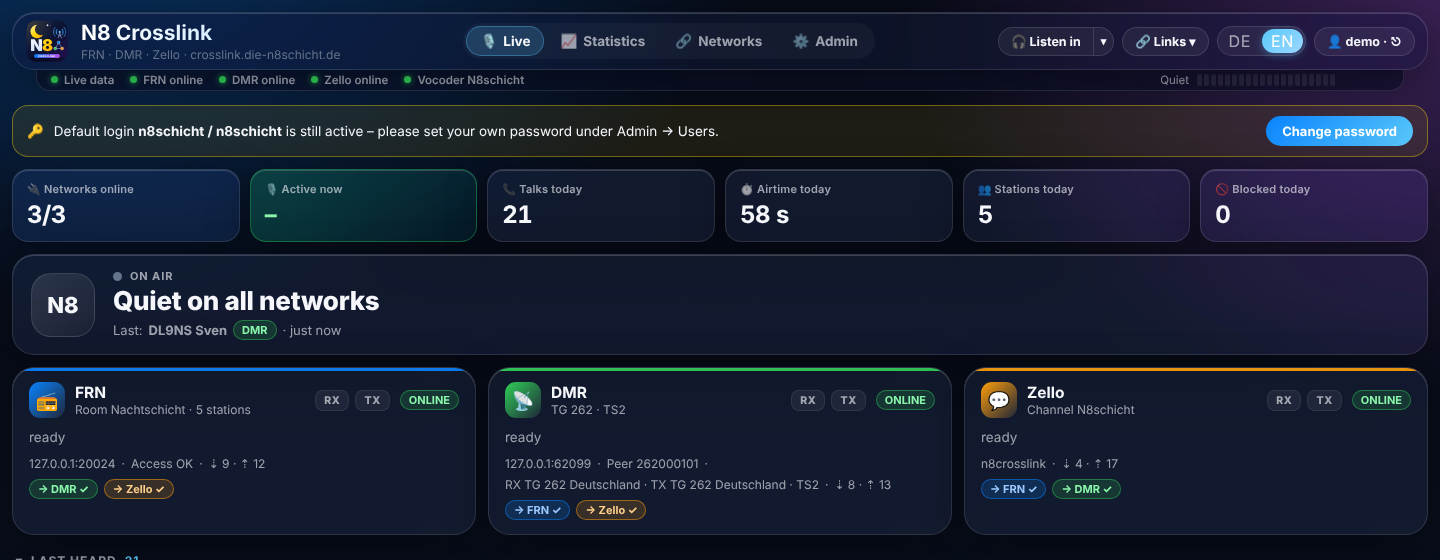 N8 Crosslink
FRN · DMR · Zello · crosslink.die-n8schicht.de
Live
Statistics
Networks
Admin
Listen in ▾
Links ▾
DE EN
demo ·
Live data
FRN online
DMR online
Zello online
Vocoder N8schicht
Quiet
Default login n8schicht / n8schicht is still active – please set your own password under Admin → Users.
Change password
Networks online
3/3
Active now
–
Talks today
21
Airtime today
58 s
Stations today
5
Blocked today
0
N8
ON AIR
Quiet on all networks
Last: DL9NS Sven DMR · just now
FRN
Room Nachtschicht · 5 stations
RX TX ONLINE
ready
127.0.0.1:20024 · Access OK · ↓ 9 · ↑ 12
→ DMR ✓ → Zello ✓
DMR
TG 262 · TS2
RX TX ONLINE
ready
127.0.0.1:62099 · Peer 262000101 ·
RX TG 262 Deutschland · TX TG 262 Deutschland · TS2 · ↓ 8 · ↑ 13
→ FRN ✓ → Zello ✓
Zello
Channel N8schicht
RX TX ONLINE
ready
n8crosslink · ↓ 4 · ↑ 17
→ FRN ✓ → DMR ✓
LAST HEARD 21